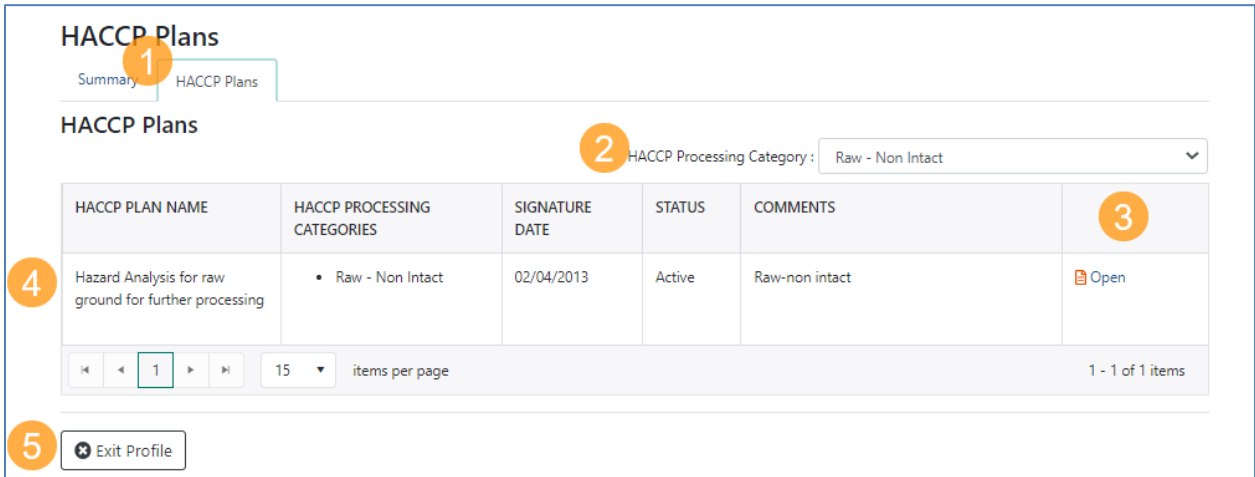 HACCP Plans
1
Summary HACCP Plans
HACCP Plans
2 HACCP Processing Category : Raw - Non Intact
HACCP PLAN NAME HACCP PROCESSING SIGNATURE STATUS COMMENTS 3
CATEGORIES DATE
4 Hazard Analysis for raw • Raw - Non Intact 02/04/2013 Active Raw-non intact Open
ground for further processing
1 15 items per page 1 - 1 of 1 items
5 Exit Profile